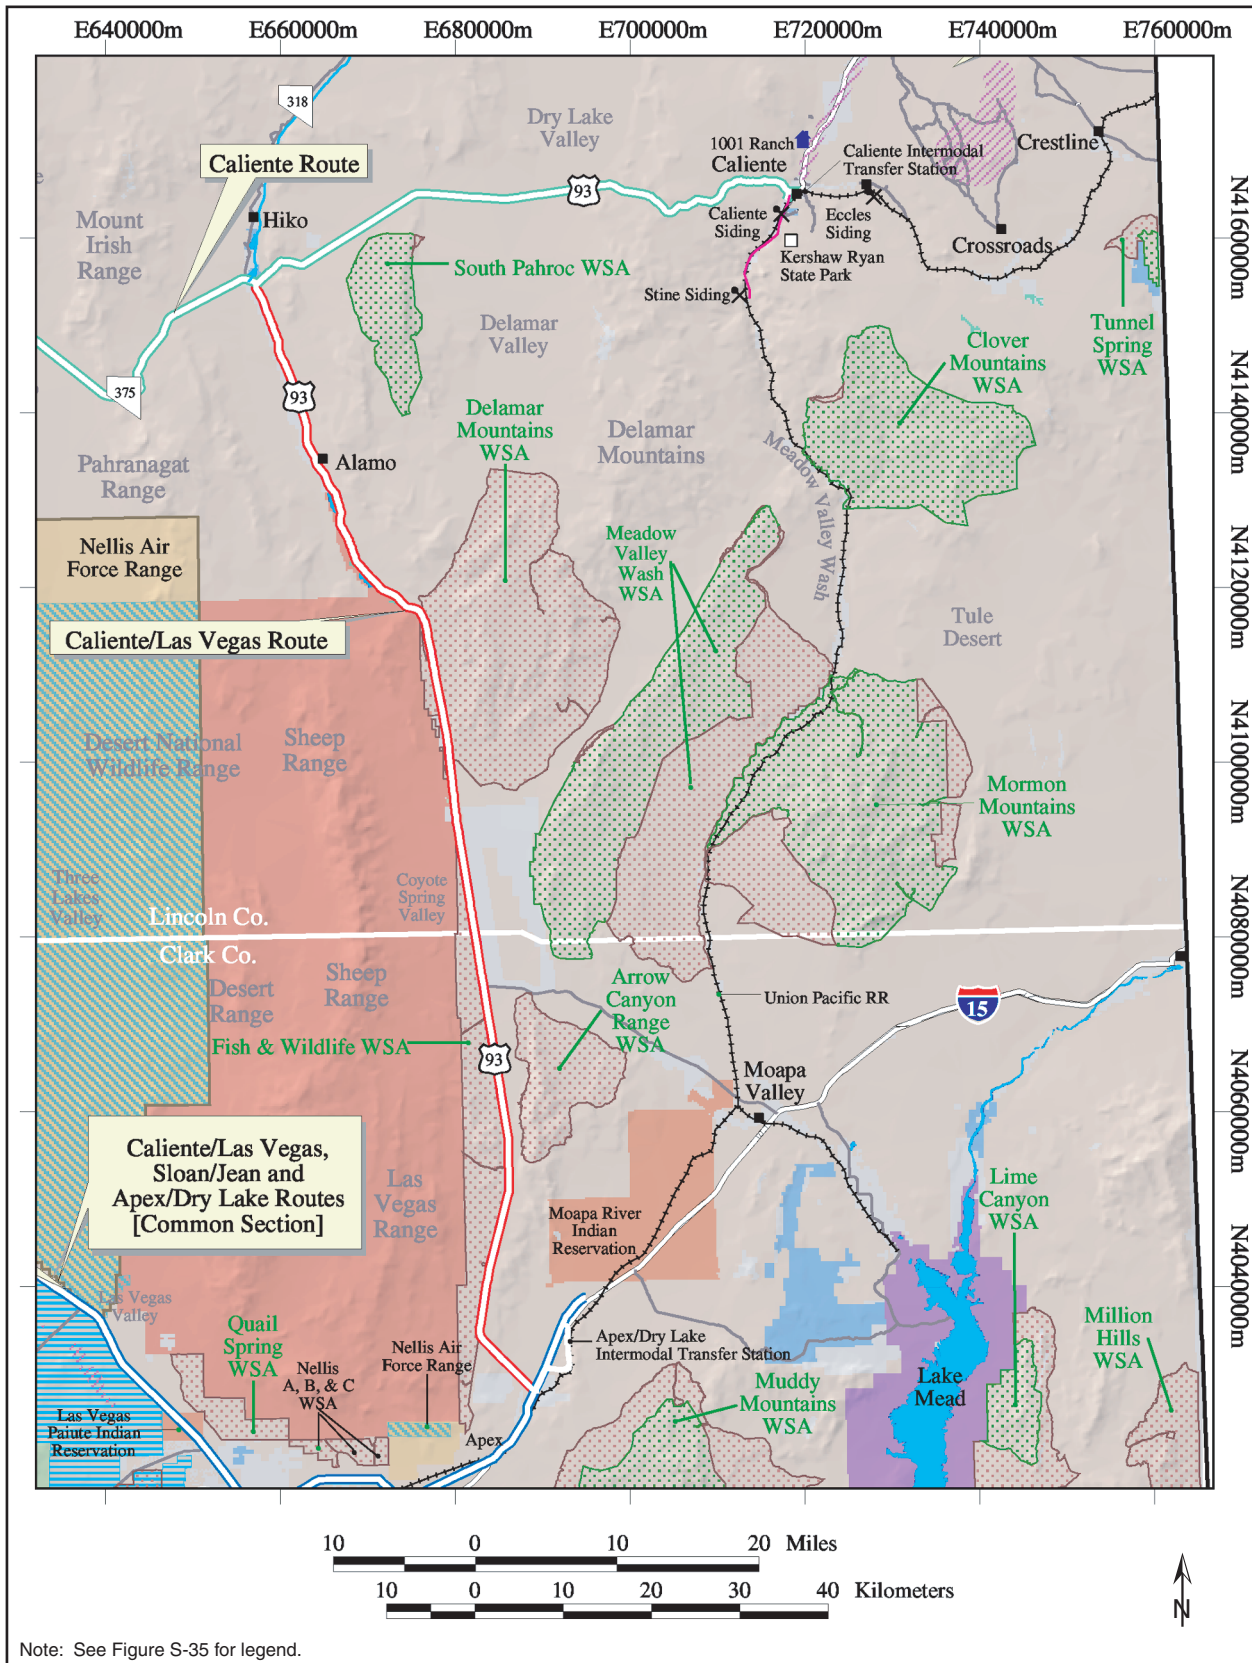 E640000m E660000m E680000m E700000m E720000m E740000m E760000m
318
Dry Lake
Valley
1001 Ranch
Caliente
Caliente Intermodal
Transfer Station
Crestline
Caliente Route
93
Mount
Irish
Range
Hiko
Caliente
Siding
Eccles
Siding
Crossroads
Kershaw Ryan
State Park
N4160000m
South Pahroc WSA
Stine Siding
Delamar
Valley
Tunnel
Spring
WSA
Clover
Mountains
WSA
375
93
N4140000m
Delamar
Mountains
WSA
Delamar
Mountains
Meadow Valley Wash
Pahranagat
Range
Alamo
Nellis Air
Force Range
Meadow
Valley
Wash
WSA
N4120000m
Caliente/Las Vegas Route
Tule
Desert
Desert National
Wildlife Range
Sheep
Range
N4100000m
Mormon
Mountains
WSA
Three
Lakes
Valley
Coyote
Spring
Valley
Lincoln Co.
Clark Co.
N4080000m
Desert
Range
Sheep
Range
Arrow
Canyon
Range
WSA
Union Pacific RR
15
Fish & Wildlife WSA
93
Moapa
Valley
N4060000m
Caliente/Las Vegas,
Sloan/Jean and
Apex/Dry Lake Routes
[Common Section]
Las
Vegas
Range
Moapa River
Indian
Reservation
Lime
Canyon
WSA
N4040000m
Las Vegas
Valley
Quail
Spring
WSA
Nellis
A, B, & C
WSA
Nellis Air
Force Range
Apex/Dry Lake
Intermodal Transfer Station
Million
Hills
WSA
Muddy
Mountains
WSA
Lake
Mead
Las Vegas
Paiute Indian
Reservation
Apex
10 0 10 20 Miles
10 0 10 20 30 40 Kilometers
N
Note: See Figure S-35 for legend.